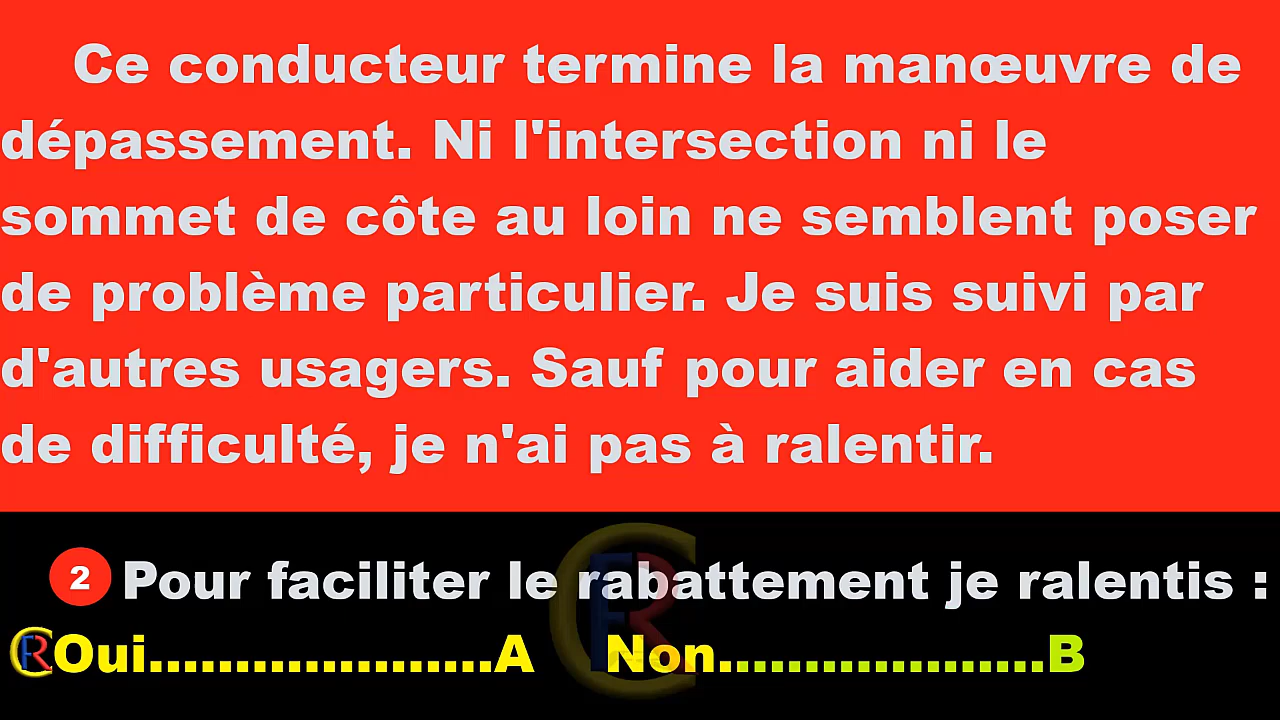 Ce conducteur termine la manœuvre de
dépassement. Ni l'intersection ni le
sommet de côte au loin ne semblent poser
de problème particulier. Je suis suivi par
d'autres usagers. Sauf pour aider en cas
de difficulté, je n'ai pas à ralentir.
2 Pour faciliter le rabattement je ralentis :
CFR Oui....................A Non...................B
CFR